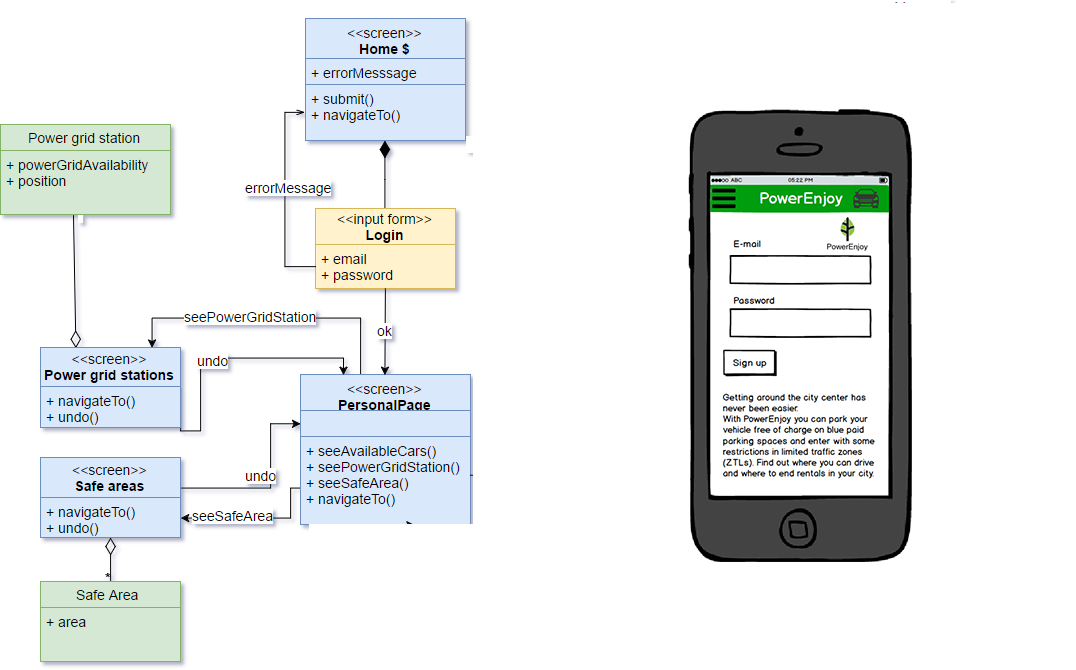 <<screen>>
Home $
+ errorMesssage
+ submit()
+ navigateTo()
Power grid station
+ powerGridAvailability
+ position
errorMessage
<<input form>>
Login
+ email
+ password
seePowerGridStation
ok
undo
<<screen>>
Power grid stations
+ navigateTo()
+ undo()
<<screen>>
PersonalPage
+ seeAvailableCars()
+ seePowerGridStation()
+ seeSafeArea()
+ navigateTo()
<<screen>>
Safe areas
+ navigateTo()
+ undo()
undo
seeSafeArea
*
Safe Area
+ area
ABC
05:22 PM
PowerEnjoy
PowerEnjoy
E-mail
Password
Sign up
Getting around the city center has
never been easier.
With PowerEnjoy you can park your
vehicle free of charge on blue paid
parking spaces and enter with some
restrictions in limited traffic zones
(ZTLs). Find out where you can drive
and where to end rentals in your city.